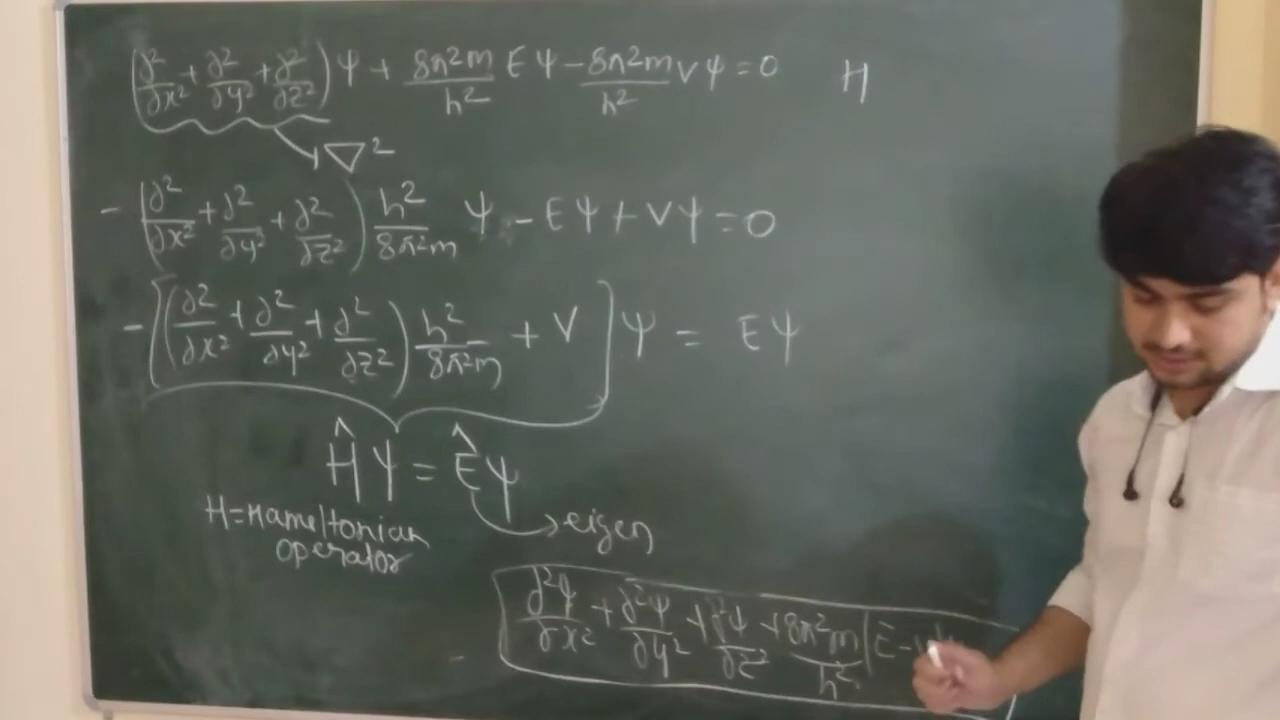 (∂²/∂x² + ∂²/∂y² + ∂²/∂z²) ψ + 8π²m/h² Eψ - 8π²m/h² Vψ = 0 H
∇²
- (∂²/∂x² + ∂²/∂y² + ∂²/∂z²) h²/8π²m ψ - Eψ + Vψ = 0
- [(∂²/∂x² + ∂²/∂y² + ∂²/∂z²) h²/8π²m + V] ψ = Eψ
Ĥψ = Êψ
H = Hameltonian
operator
eigen
∂²ψ/∂x² + ∂²ψ/∂y² + ∂²ψ/∂z² + 8π²m/h² (E -